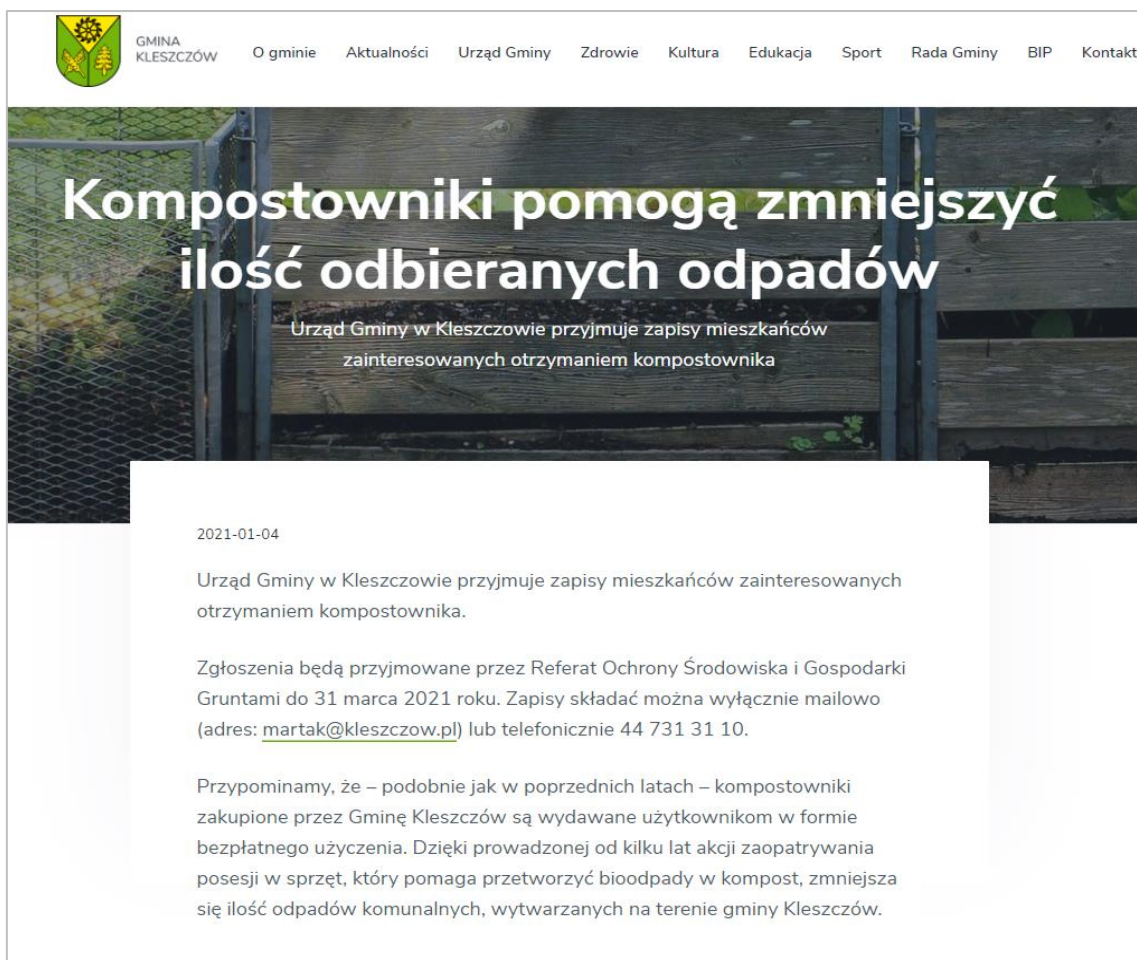 GMINA
KLESZCZÓW
O gminie Aktualności Urząd Gminy Zdrowie Kultura Edukacja Sport Rada Gminy BIP Kontakt
Kompostowniki pomogą zmniejszyć
ilość odbieranych odpadów
Urząd Gminy w Kleszczowie przyjmuje zapisy mieszkańców
zainteresowanych otrzymaniem kompostownika
2021-01-04
Urząd Gminy w Kleszczowie przyjmuje zapisy mieszkańców zainteresowanych
otrzymaniem kompostownika.
Zgłoszenia będą przyjmowane przez Referat Ochrony Środowiska i Gospodarki
Gruntami do 31 marca 2021 roku. Zapisy składać można wyłącznie mailowo
(adres: martak@kleszczow.pl) lub telefonicznie 44 731 31 10.
Przypominamy, że – podobnie jak w poprzednich latach – kompostowniki
zakupione przez Gminę Kleszczów są wydawane użytkownikom w formie
bezpłatnego użyczenia. Dzięki prowadzonej od kilku lat akcji zaopatrywania
posesji w sprzęt, który pomaga przetworzyć bioodpady w kompost, zmniejsza
się ilość odpadów komunalnych, wytwarzanych na terenie gminy Kleszczów.